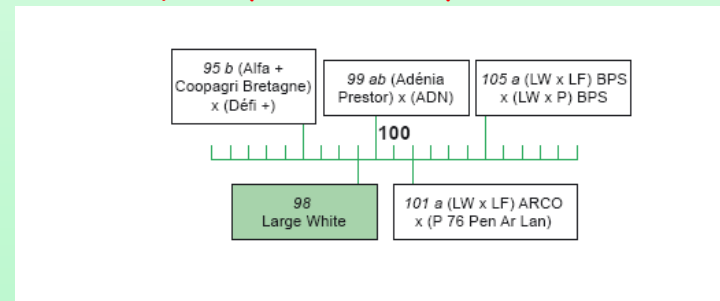 95 b (Alfa +
Coopagri Bretagne)
x (Défi +)
99 ab (Adénia
Prestor) x (ADN)
105 a (LW x LF) BPS
x (LW x P) BPS
100
98
Large White
101 a (LW x LF) ARCO
x (P 76 Pen Ar Lan)